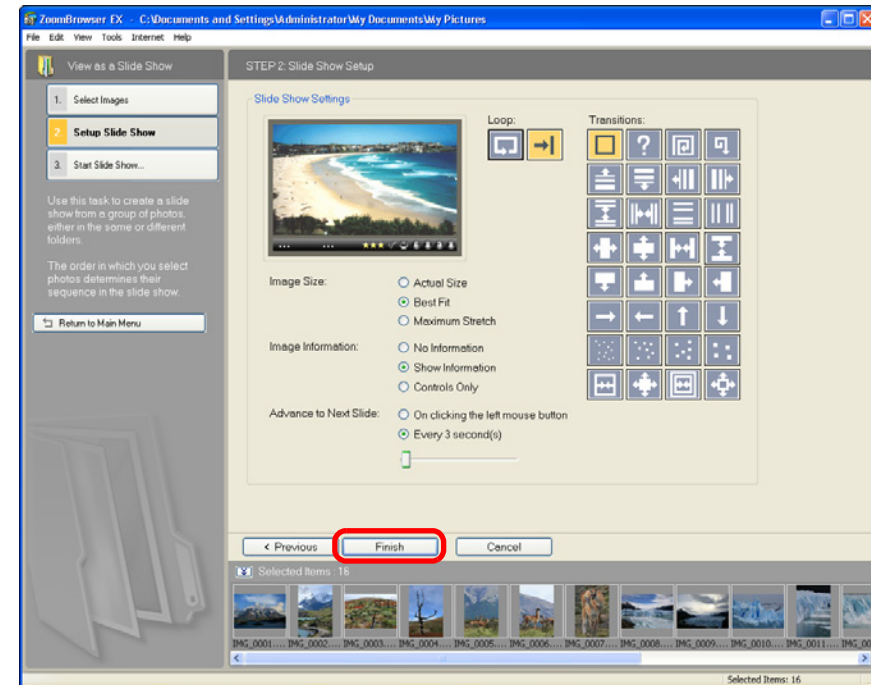 ZoomBrowser EX - C:\Documents and Settings\Administrator\My Documents\My Pictures
File Edit View Tools Internet Help
View as a Slide Show
STEP 2: Slide Show Setup
1. Select Images
2. Setup Slide Show
3. Start Slide Show...
Use this task to create a slide
show from a group of photos,
either in the same or different
folders.
The order in which you select
photos determines their
sequence in the slide show.
Return to Main Menu
Slide Show Settings
Loop:
Transitions:
?
Image Size:
Actual Size
Best Fit
Maximum Stretch
Image Information:
No Information
Show Information
Controls Only
Advance to Next Slide:
On clicking the left mouse button
Every 3 second(s)
< Previous
Finish
Cancel
Selected Items : 16
IMG_0001.... IMG_0002.... IMG_0003.... IMG_0004.... IMG_0005.... IMG_0006.... IMG_0007.... IMG_0008.... IMG_0009.... IMG_0010.... IMG_0011.... IMG_00
Selected Items: 16